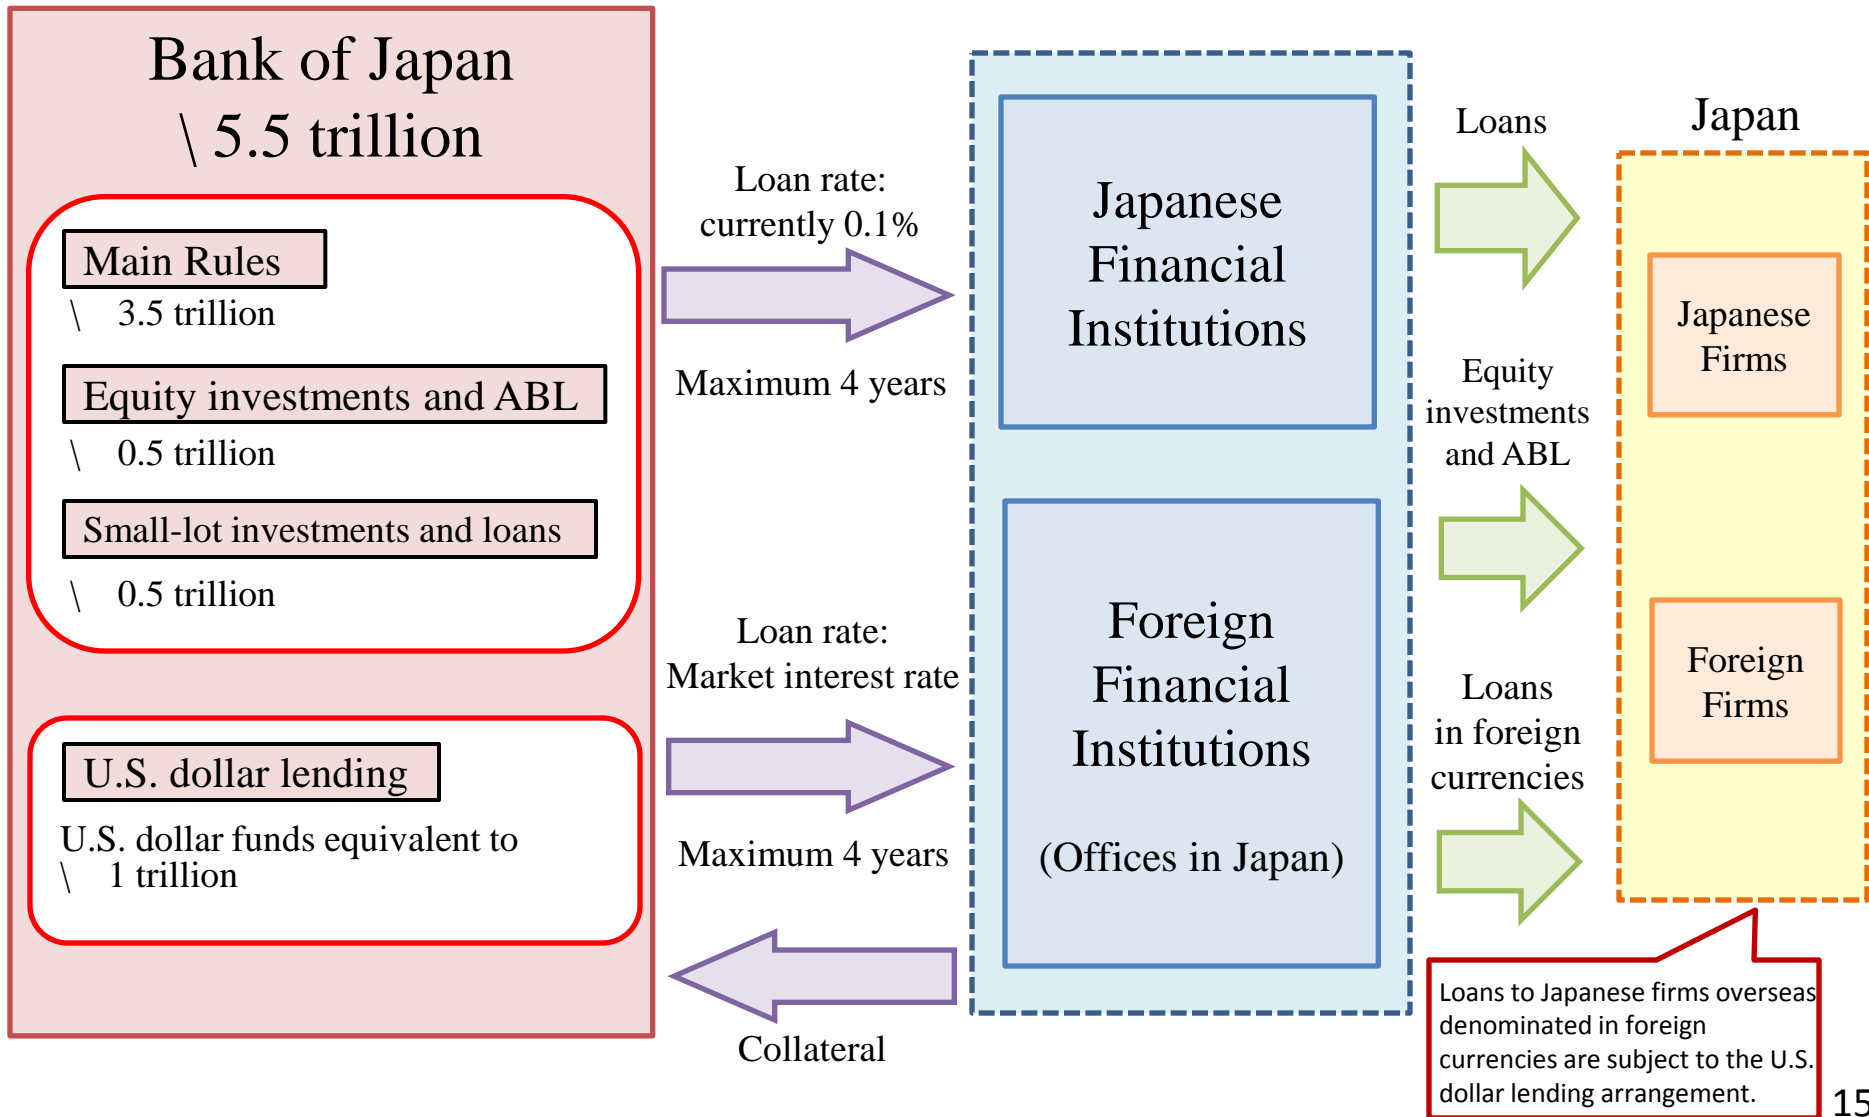 Bank of Japan
\ 5.5 trillion
Main Rules
\ 3.5 trillion
Equity investments and ABL
\ 0.5 trillion
Small-lot investments and loans
\ 0.5 trillion
U.S. dollar lending
U.S. dollar funds equivalent to
\ 1 trillion
Loan rate:
currently 0.1%
Maximum 4 years
Loan rate:
Market interest rate
Maximum 4 years
Collateral
Japanese
Financial
Institutions
Foreign
Financial
Institutions
(Offices in Japan)
Loans
Equity
investments
and ABL
Loans
in foreign
currencies
Japan
Japanese
Firms
Foreign
Firms
Loans to Japanese firms overseas
denominated in foreign
currencies are subject to the U.S.
dollar lending arrangement.
15